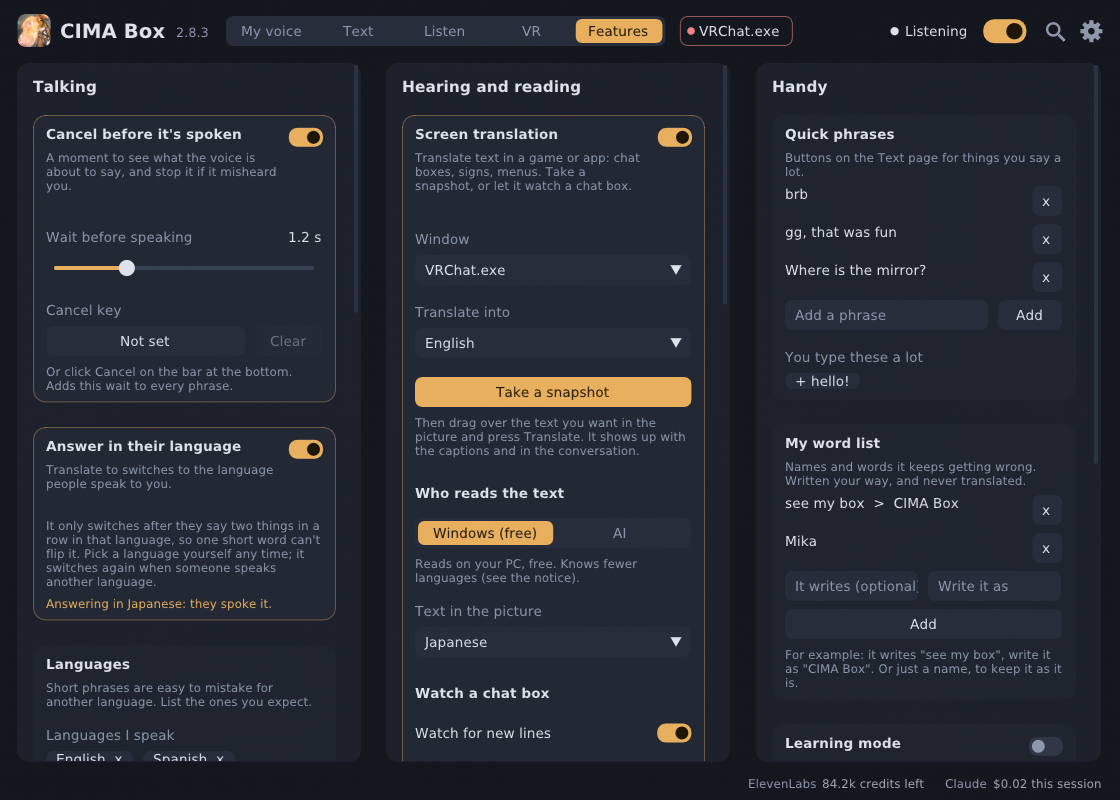 CIMA Box 2.8.3
My voice
Text
Listen
VR
Features
VRChat.exe
Listening
Talking
Cancel before it's spoken
A moment to see what the voice is
about to say, and stop it if it misheard
you.
Wait before speaking 1.2 s
Cancel key
Not set
Clear
Or click Cancel on the bar at the bottom.
Adds this wait to every phrase.
Answer in their language
Translate to switches to the language
people speak to you.
It only switches after they say two things in a
row in that language, so one short word can't
flip it. Pick a language yourself any time; it
switches again when someone speaks
another language.
Answering in Japanese: they spoke it.
Languages
Short phrases are easy to mistake for
another language. List the ones you expect.
Languages I speak
English x
Spanish x
Hearing and reading
Screen translation
Translate text in a game or app: chat
boxes, signs, menus. Take a
snapshot, or let it watch a chat box.
Window
VRChat.exe
Translate into
English
Take a snapshot
Then drag over the text you want in the
picture and press Translate. It shows up with
the captions and in the conversation.
Who reads the text
Windows (free)
AI
Reads on your PC, free. Knows fewer
languages (see the notice).
Text in the picture
Japanese
Watch a chat box
Watch for new lines
Handy
Quick phrases
Buttons on the Text page for things you say a
lot.
brb x
gg, that was fun x
Where is the mirror? x
Add a phrase
Add
You type these a lot
+ hello!
My word list
Names and words it keeps getting wrong.
Written your way, and never translated.
see my box > CIMA Box x
Mika x
It writes (optional)
Write it as
Add
For example: it writes "see my box", write it
as "CIMA Box". Or just a name, to keep it as it
is.
Learning mode
ElevenLabs 84.2k credits left
Claude $0.02 this session